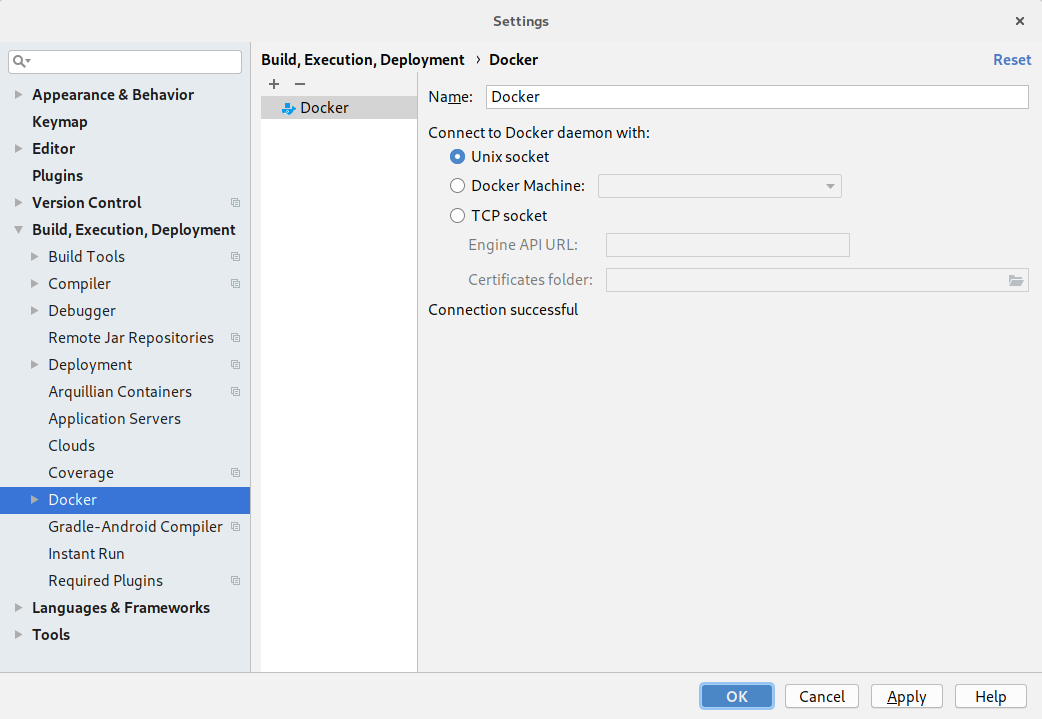 Settings
Appearance & Behavior
Keymap
Editor
Plugins
Version Control
Build, Execution, Deployment
Build Tools
Compiler
Debugger
Remote Jar Repositories
Deployment
Arquillian Containers
Application Servers
Clouds
Coverage
Docker
Gradle-Android Compiler
Instant Run
Required Plugins
Languages & Frameworks
Tools
Build, Execution, Deployment › Docker
Reset
Docker
Name: Docker
Connect to Docker daemon with:
Unix socket
Docker Machine:
TCP socket
Engine API URL:
Certificates folder:
Connection successful
OK Cancel Apply Help